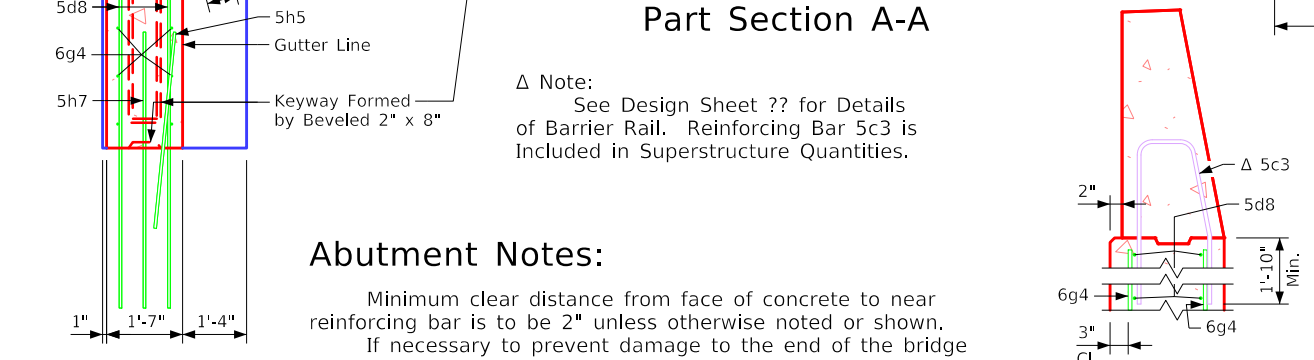 5d8
5h5
Gutter Line
6g4
5h7
Keyway Formed
by Beveled 2" x 8"
1"
1'-7"
1'-4"
Part Section A-A
Δ Note:
See Design Sheet ?? for Details
of Barrier Rail. Reinforcing Bar 5c3 is
Included in Superstructure Quantities.
Abutment Notes:
Minimum clear distance from face of concrete to near
reinforcing bar is to be 2" unless otherwise noted or shown.
If necessary to prevent damage to the end of the bridge
Δ 5c3
2"
5d8
1'-10"
Min.
6g4
6g4
3"
Cl.